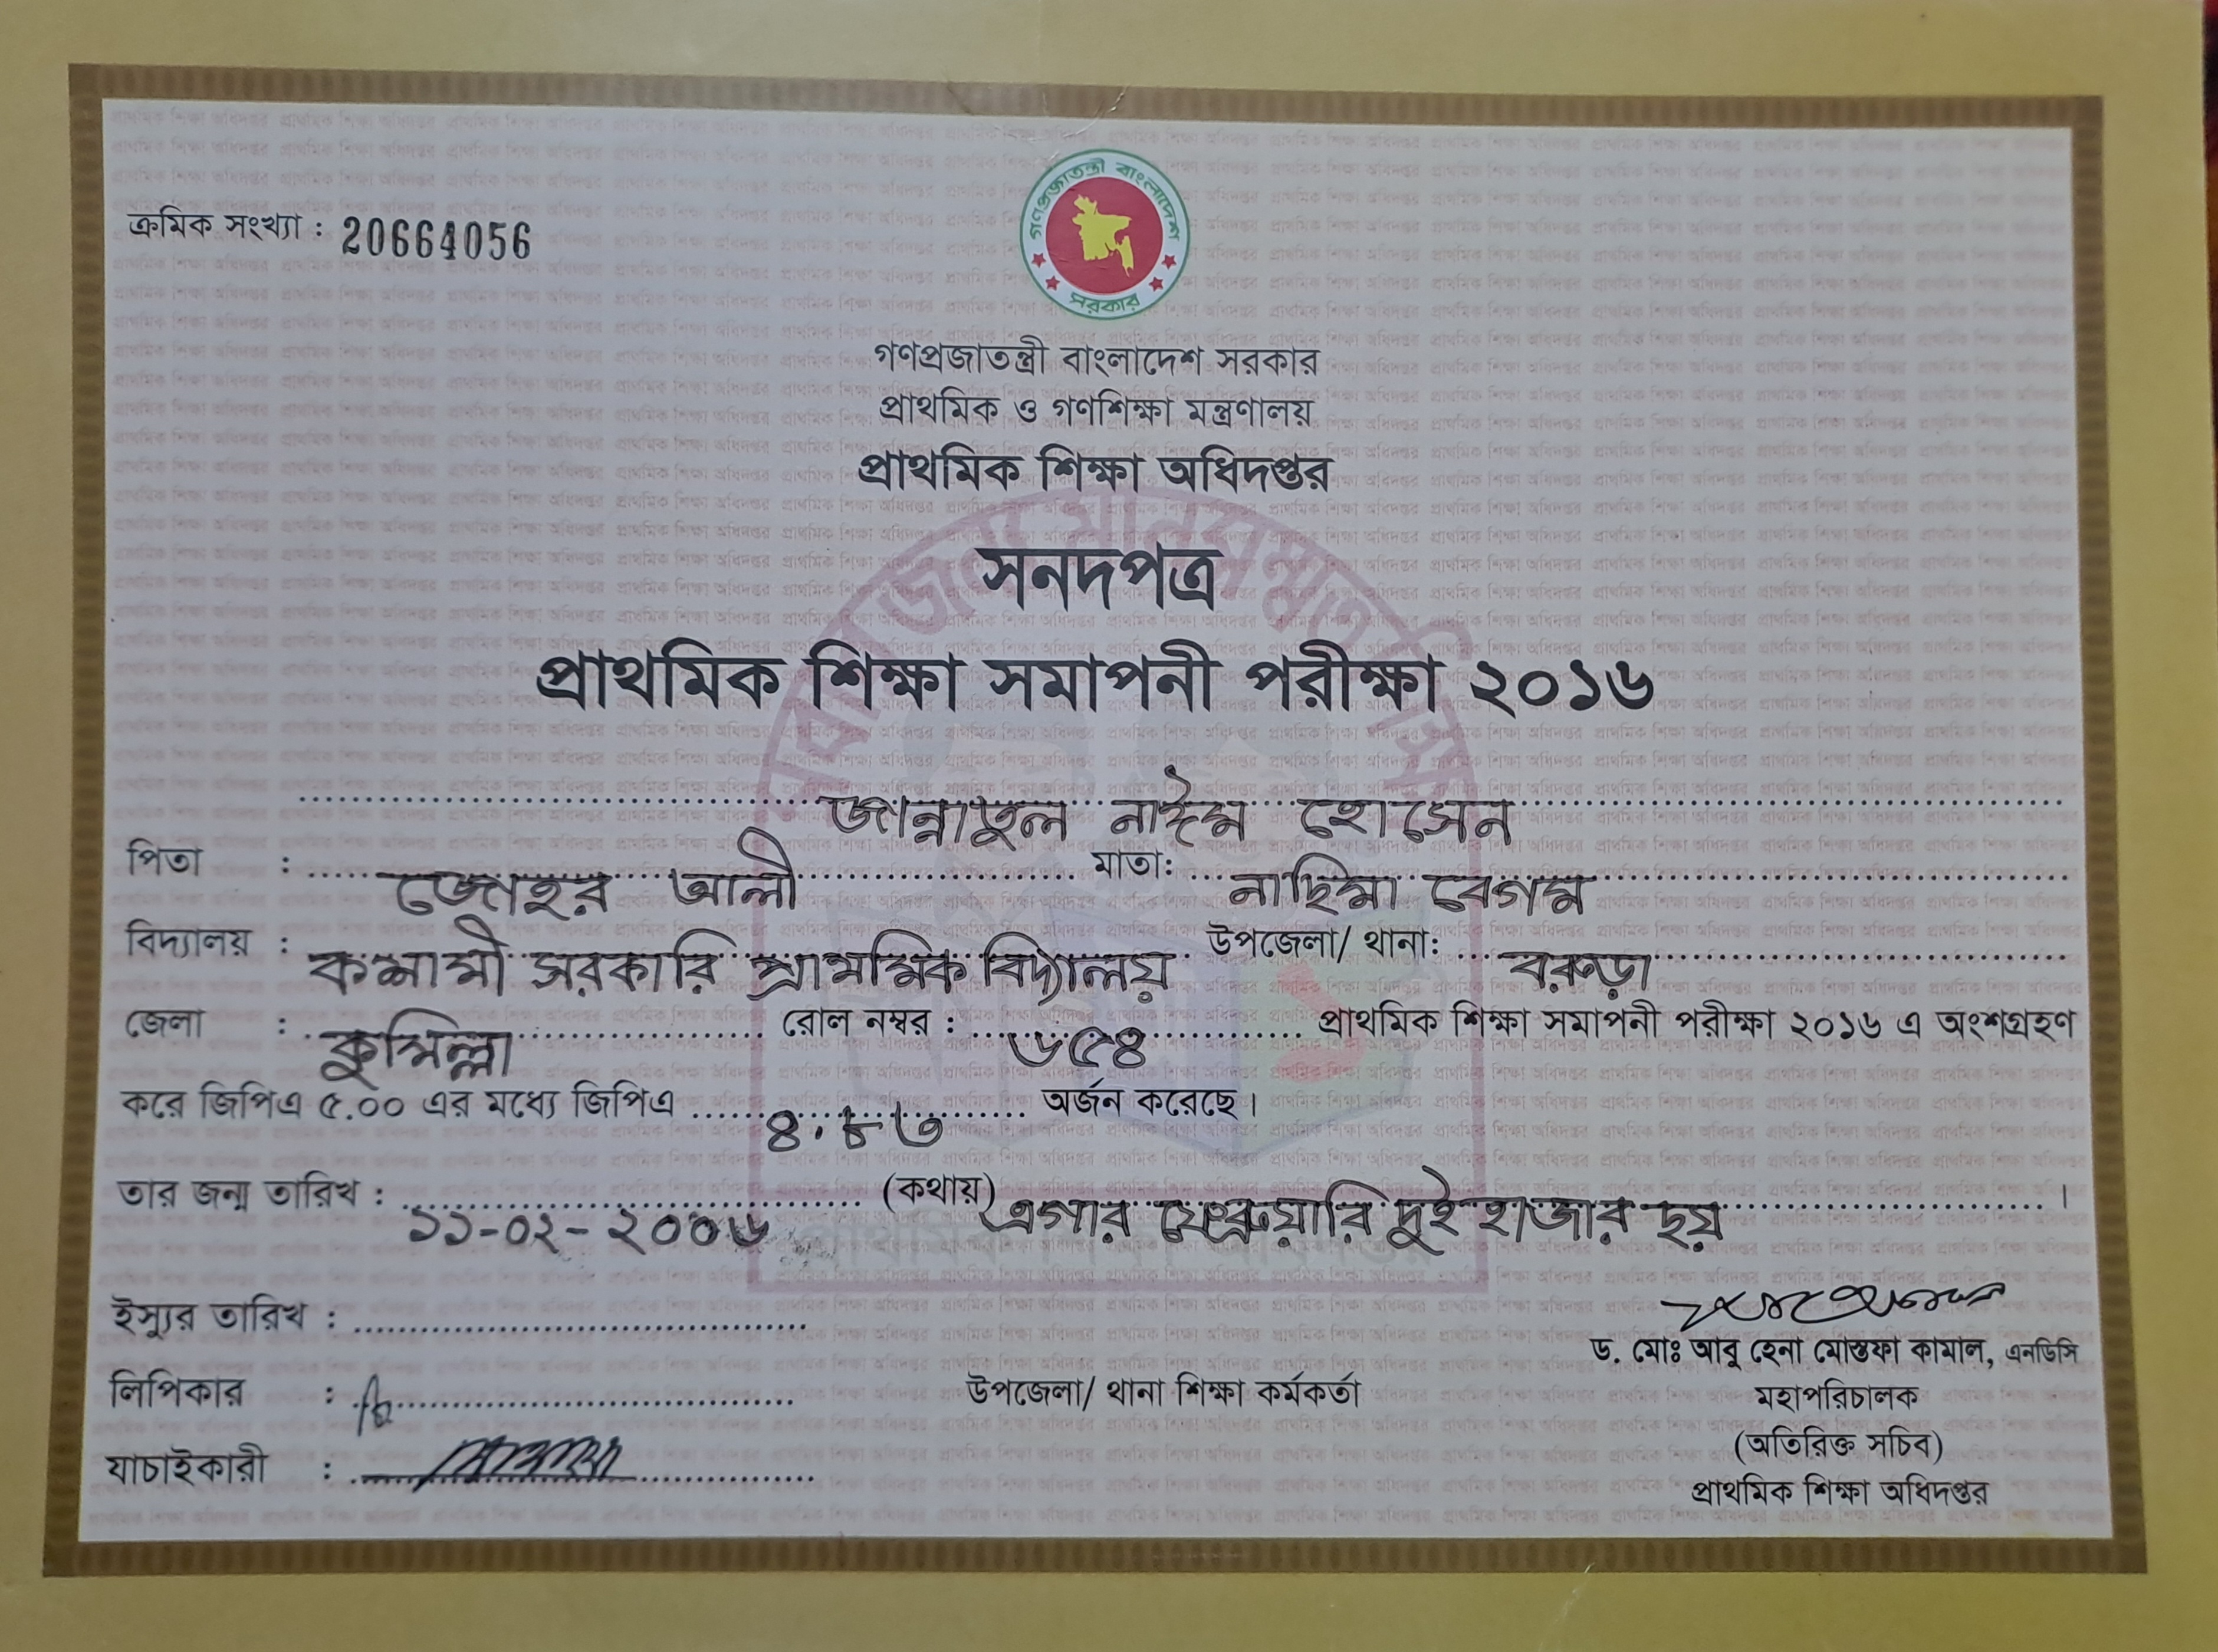 ক্রমিক সংখ্যা : 20664056
গণপ্রজাতন্ত্রী বাংলাদেশ
সরকার
গণপ্রজাতন্ত্রী বাংলাদেশ সরকার
প্রাথমিক ও গণশিক্ষা মন্ত্রণালয়
প্রাথমিক শিক্ষা অধিদপ্তর
সনদপত্র
প্রাথমিক শিক্ষা সমাপনী পরীক্ষা ২০১৬
জান্নাতুল নাঈম হোসেন
পিতা : জোহর আলী মাতা: নাছিমা বেগম
বিদ্যালয় : সরকারি প্রাথমিক বিদ্যালয় উপজেলা/ থানা: বরুড়া
জেলা : কুমিল্লা রোল নম্বর : ৬৫৪ প্রাথমিক শিক্ষা সমাপনী পরীক্ষা ২০১৬ এ অংশগ্রহণ
করে জিপিএ ৫.০০ এর মধ্যে জিপিএ ৪.৮৩ অর্জন করেছে।
তার জন্ম তারিখ : ১১-০২-২০০৬ (কথায়) এগার ফেব্রুয়ারি দুই হাজার ছয় ।
ইস্যুর তারিখ :
লিপিকার :
যাচাইকারী :
উপজেলা/ থানা শিক্ষা কর্মকর্তা
ড. মোঃ আবু হেনা মোস্তফা কামাল, এনডিসি
মহাপরিচালক
(অতিরিক্ত সচিব)
প্রাথমিক শিক্ষা অধিদপ্তর